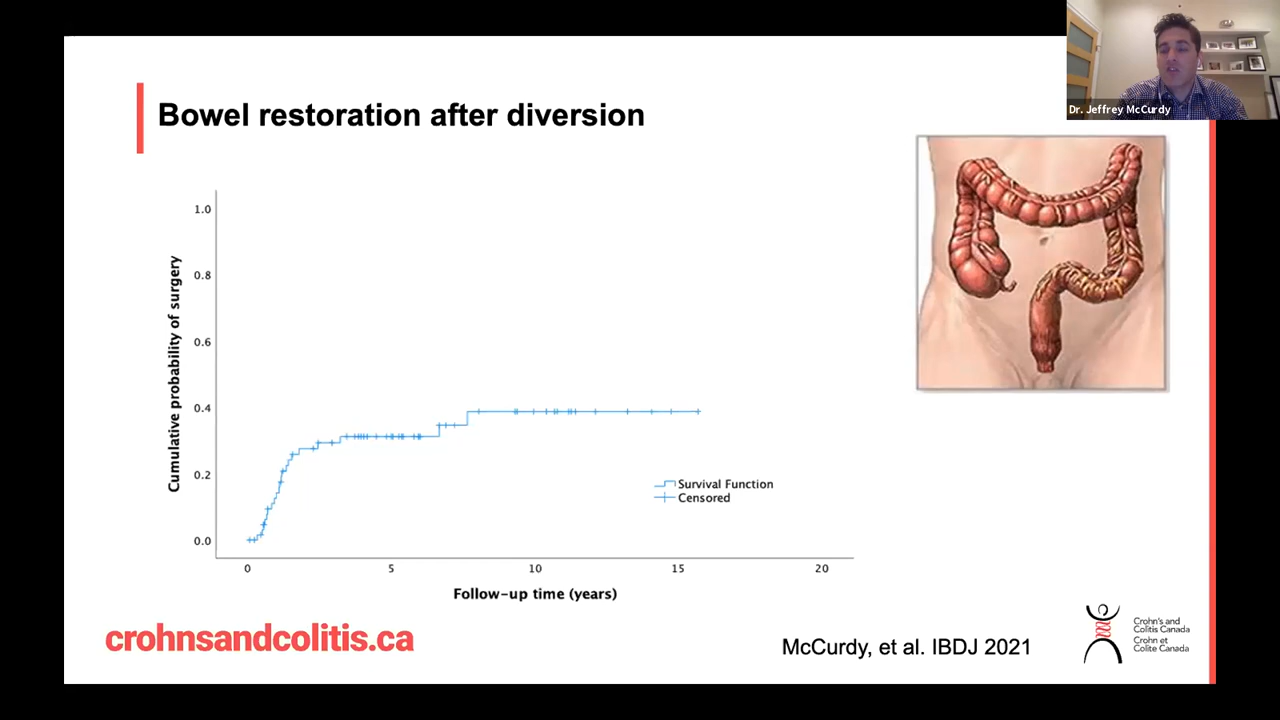 Dr. Jeffrey McCurdy
Bowel restoration after diversion
Cumulative probability of surgery
1.0
0.8
0.6
0.4
0.2
0.0
Survival Function
Censored
0 5 10 15 20
Follow-up time (years)
crohnsandcolitis.ca
McCurdy, et al. IBDJ 2021
Crohn's and
Colitis Canada
Crohn et
Colite Canada